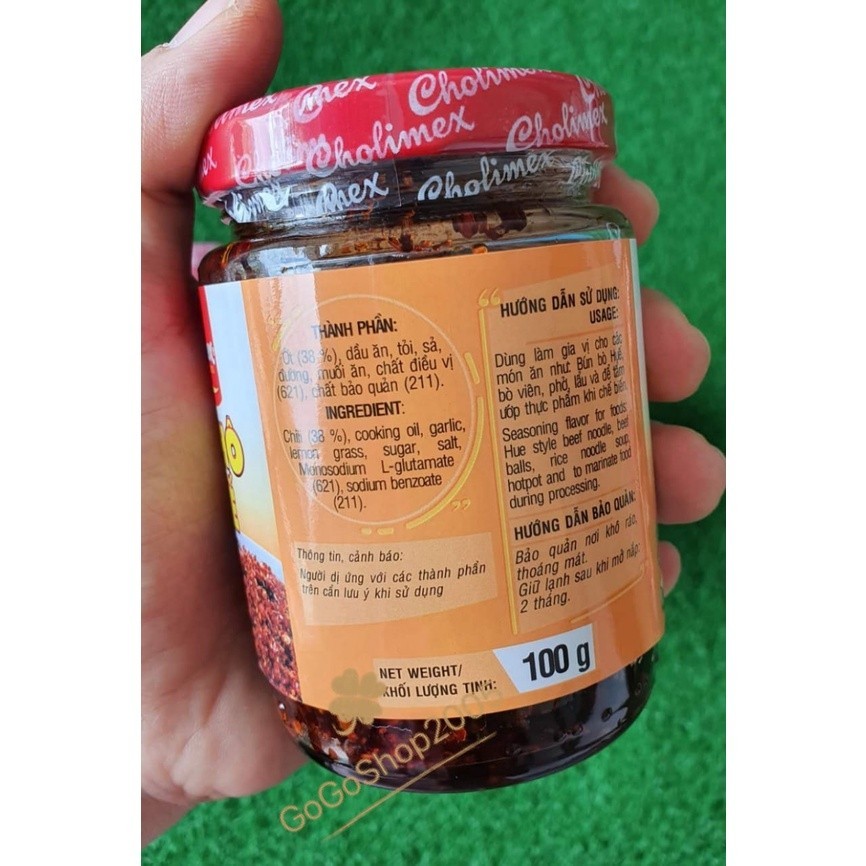 Cholimex
Cholimex
Cholimex
Cholimex
THÀNH PHẦN:
Ớt (38 %), dầu ăn, tỏi, sả,
đường, muối ăn, chất điều vị
(621), chất bảo quản (211).
INGREDIENT:
Chili (38 %), cooking oil, garlic,
lemon grass, sugar, salt,
Monosodium L-glutamate
(621), sodium benzoate
(211).
Thông tin, cảnh báo:
Người dị ứng với các thành phần
trên cần lưu ý khi sử dụng
HƯỚNG DẪN SỬ DỤNG:
USAGE:
Dùng làm gia vị cho các
món ăn như: Bún bò Huế,
bò viên, phở, lẩu và để tẩm
ướp thực phẩm khi chế biến.
Seasoning flavor for foods:
Hue style beef noodle, beef
balls, rice noodle soup,
hotpot and to marinate food
during processing.
HƯỚNG DẪN BẢO QUẢN:
Bảo quản nơi khô ráo,
thoáng mát.
Giữ lạnh sau khi mở nắp:
2 tháng.
NET WEIGHT/
KHỐI LƯỢNG TỊNH:
100 g